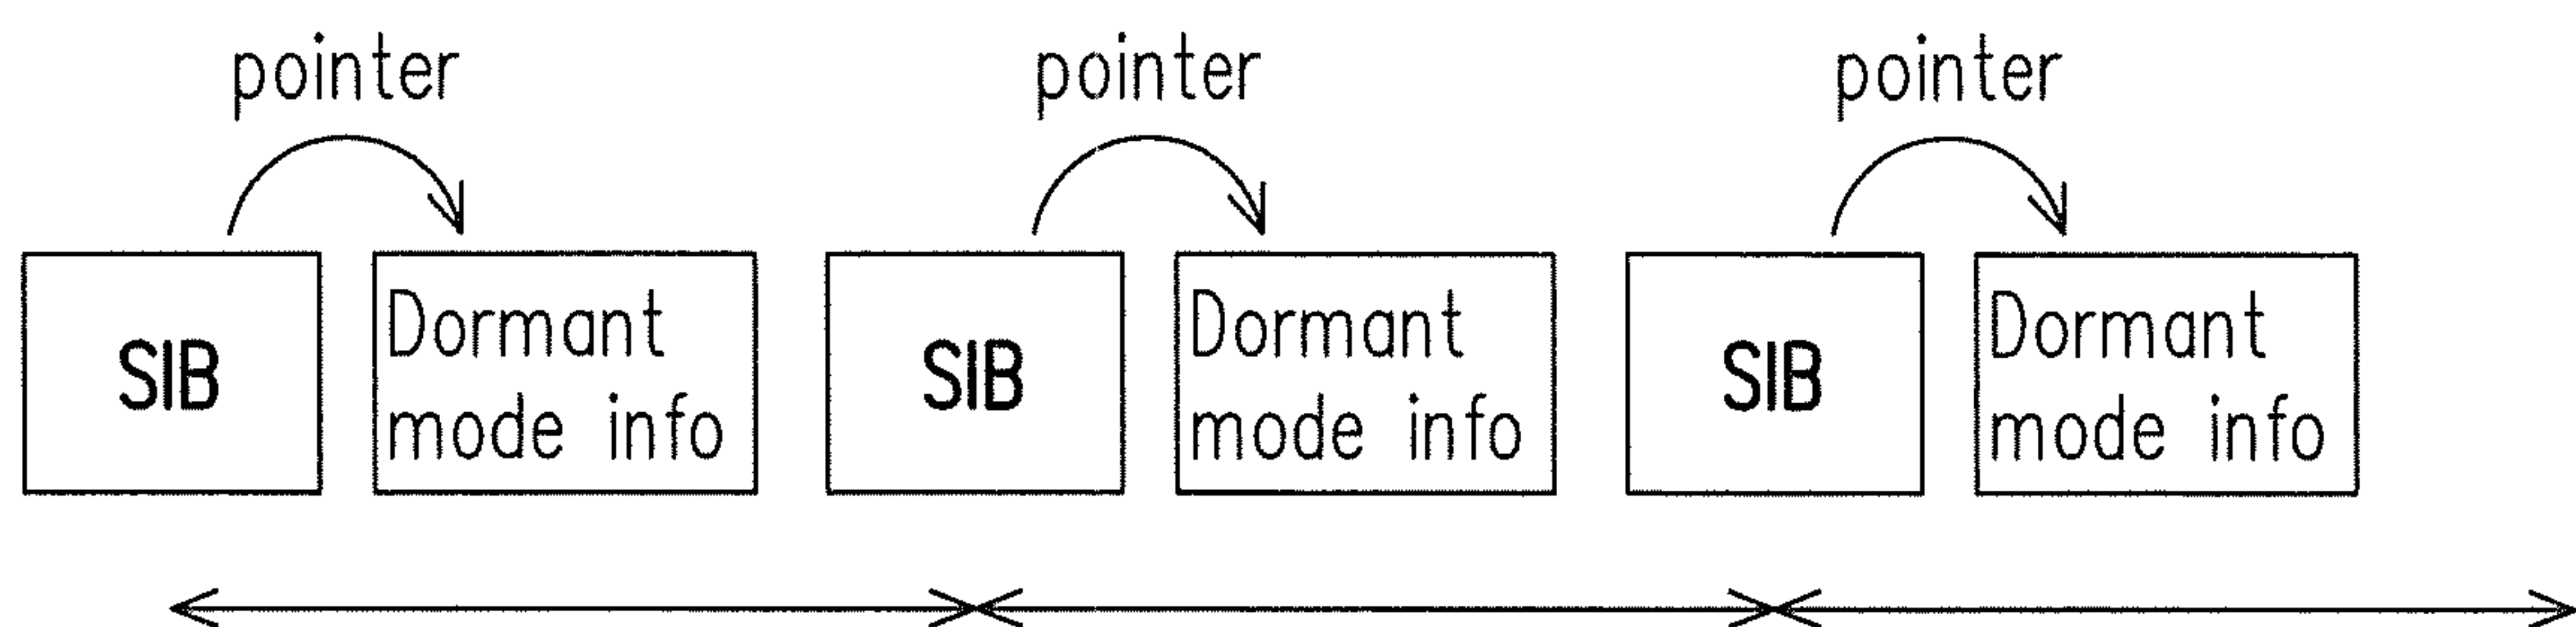 pointer
pointer
pointer
SIB
Dormant
mode info
SIB
Dormant
mode info
SIB
Dormant
mode info